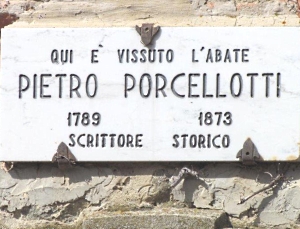 QUI E' VISSUTO L'ABATE
PIETRO PORCELLOTTI
1789 1873
SCRITTORE STORICO